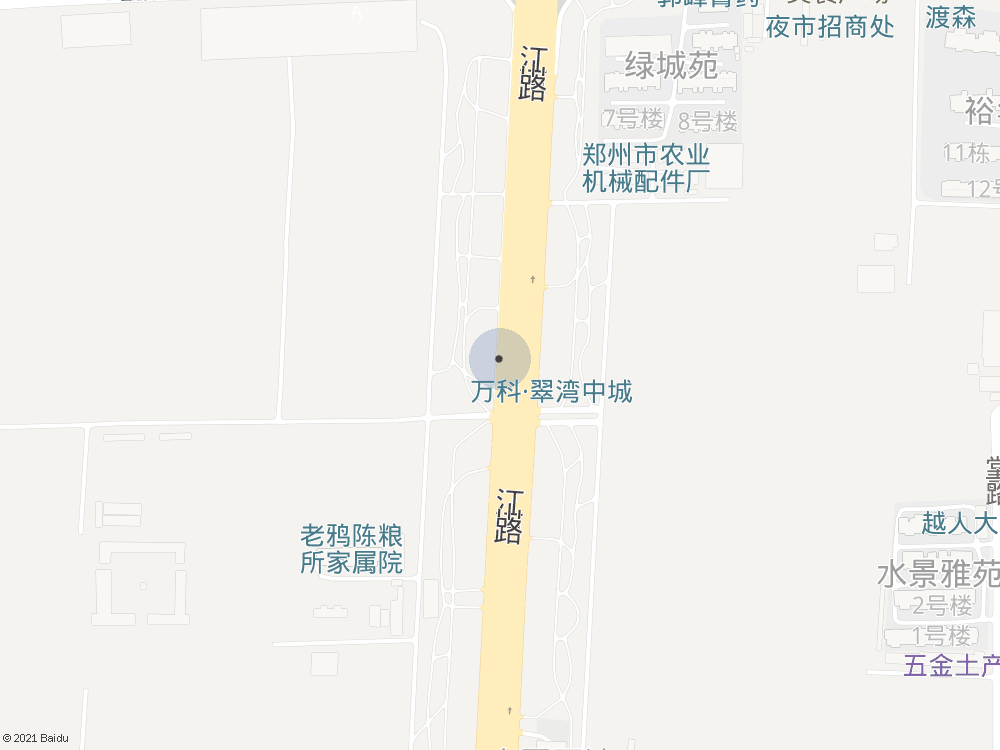 夜市招商处
渡森
A
江路
绿城苑
7号楼
8号楼
郑州市农业
机械配件厂
11栋
万科·翠湾中城
江路
老鸦陈粮
所家属院
越人大
水景雅苑
2号楼
1号楼
五金土产
© 2021 Baidu